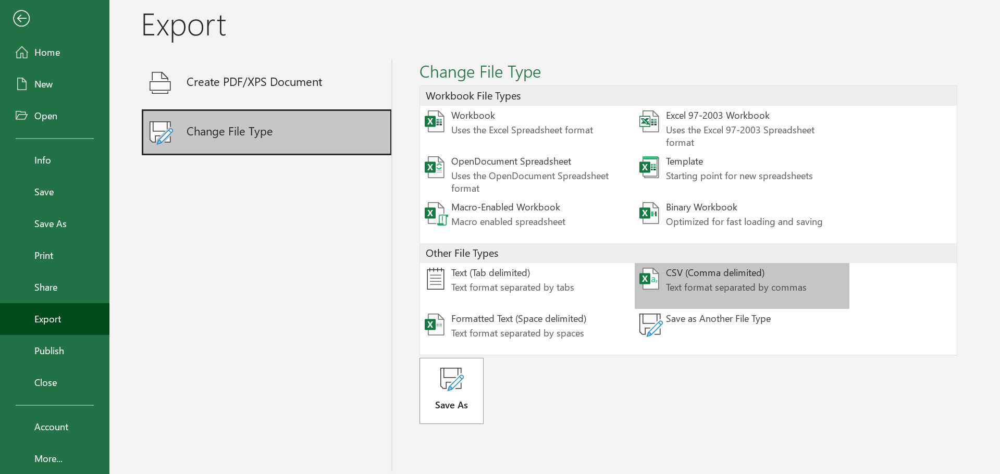 Export
Home
New
Open
Info
Save
Save As
Print
Share
Export
Publish
Close
Account
More...
Create PDF/XPS Document
Change File Type
Change File Type
Workbook File Types
Workbook
Uses the Excel Spreadsheet format
Excel 97-2003 Workbook
Uses the Excel 97-2003 Spreadsheet
format
OpenDocument Spreadsheet
Uses the OpenDocument Spreadsheet
format
Template
Starting point for new spreadsheets
Macro-Enabled Workbook
Macro enabled spreadsheet
Binary Workbook
Optimized for fast loading and saving
Other File Types
Text (Tab delimited)
Text format separated by tabs
CSV (Comma delimited)
Text format separated by commas
Formatted Text (Space delimited)
Text format separated by spaces
Save as Another File Type
Save As